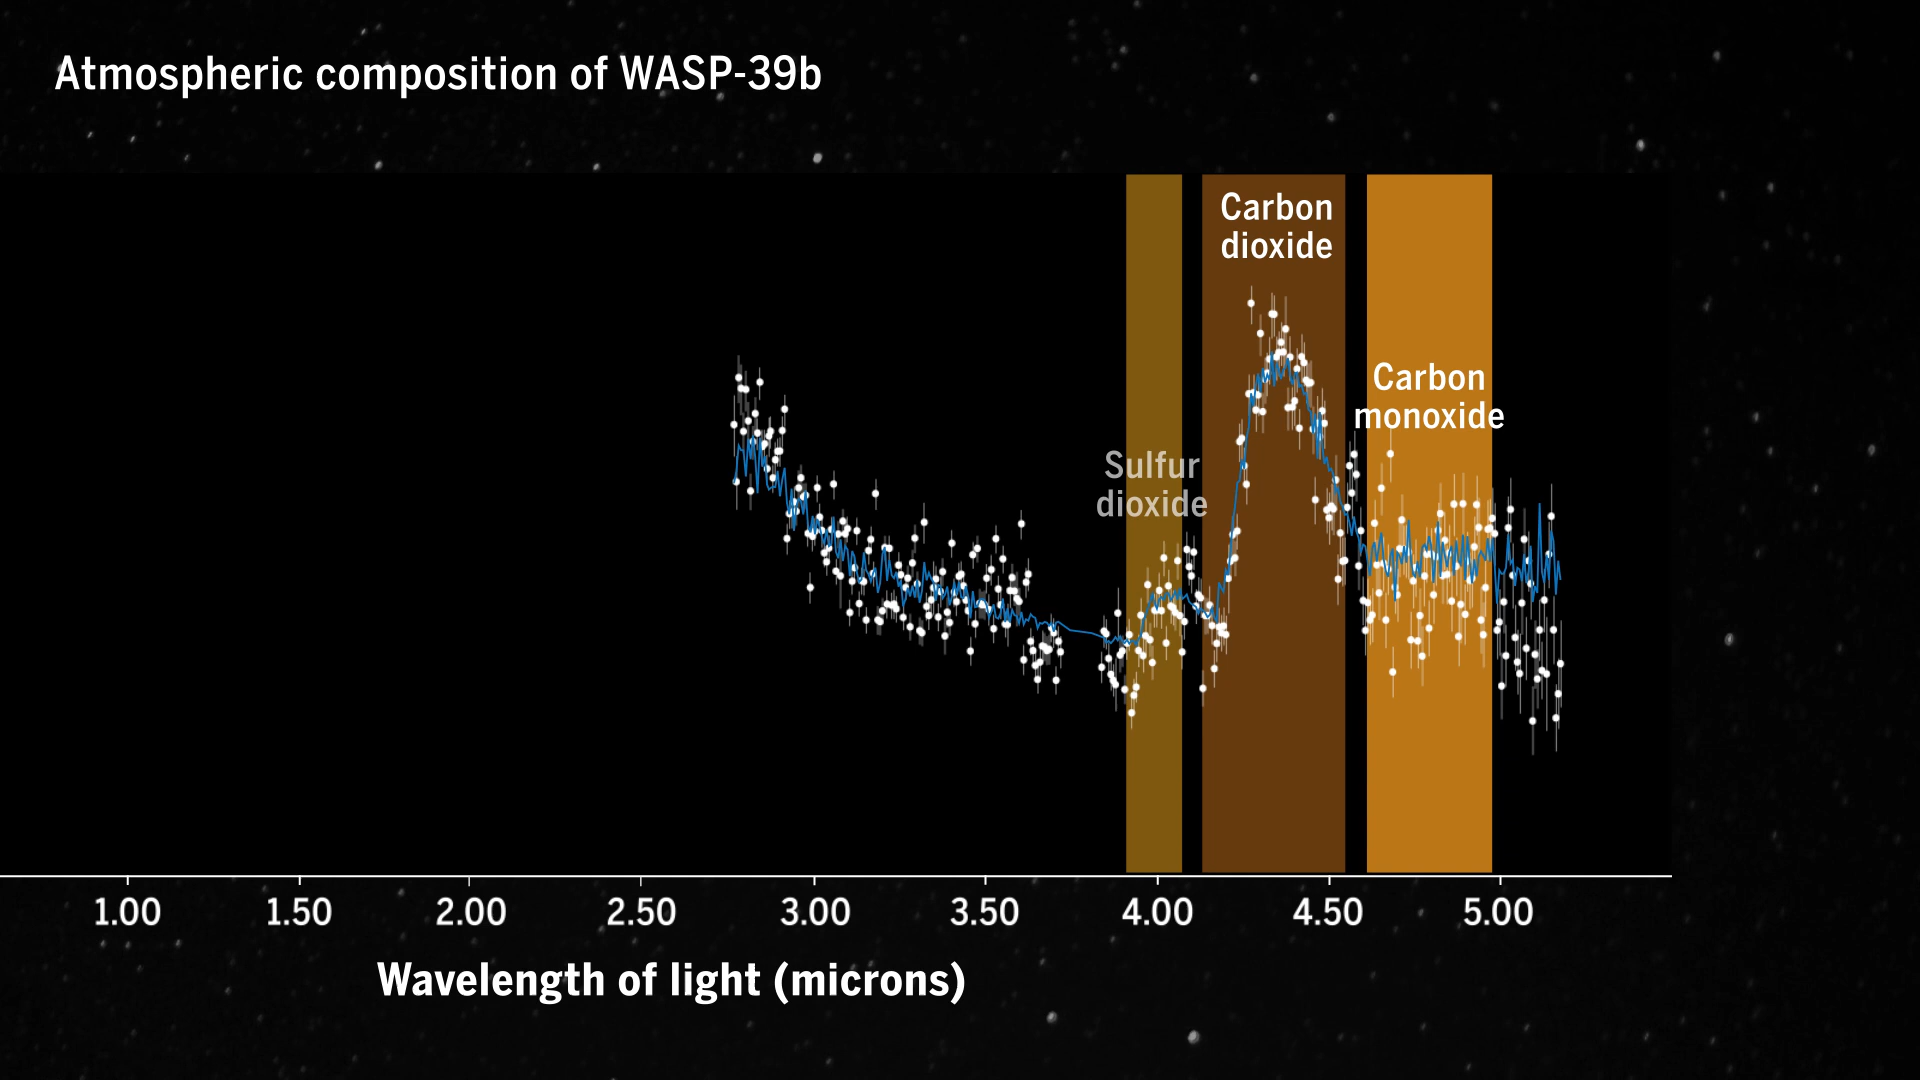 Atmospheric composition of WASP-39b
Carbon
dioxide
Carbon
monoxide
Sulfur
dioxide
1.00 1.50 2.00 2.50 3.00 3.50 4.00 4.50 5.00
Wavelength of light (microns)